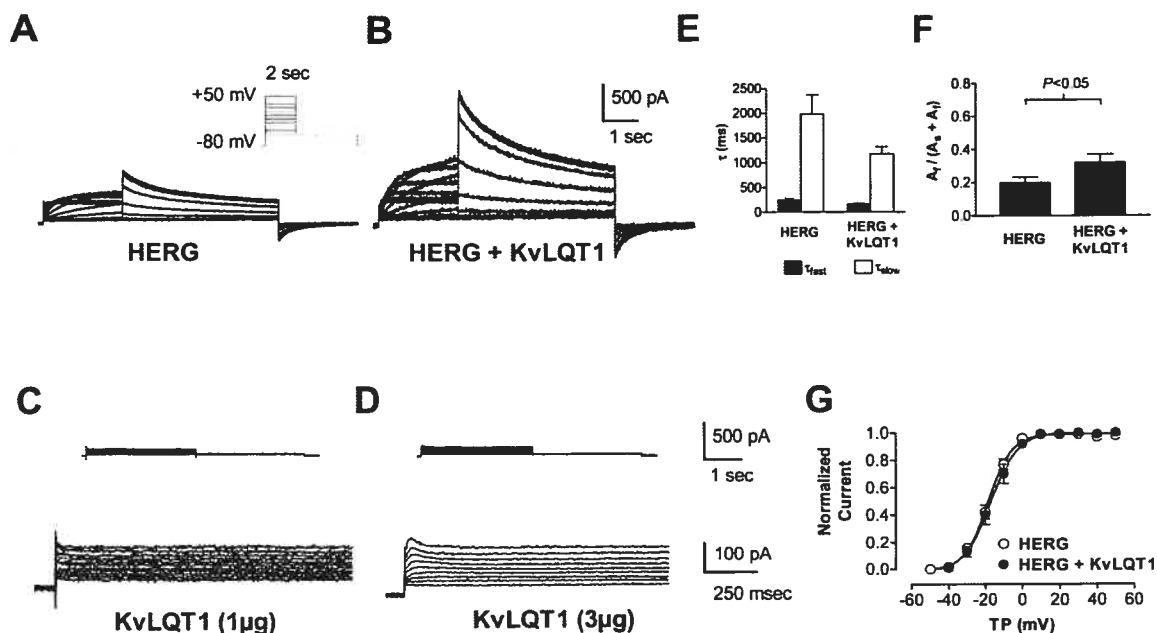 A
2 sec
+50 mV
-80 mV
HERG
B
500 pA
1 sec
HERG + KvLQT1
E
2500
2000
1500
1000
500
0
τ (ms)
HERG
HERG +
KvLQT1
τfast
τslow
F
P<0.05
0.8
0.6
0.4
0.2
0.0
Af / (As + Af)
HERG
HERG +
KvLQT1
C
KvLQT1 (1µg)
D
500 pA
1 sec
100 pA
250 msec
KvLQT1 (3µg)
G
1.0
0.8
0.6
0.4
0.2
0.0
Normalized
Current
HERG
HERG + KvLQT1
-60 -40 -20 0 20 40 60
TP (mV)